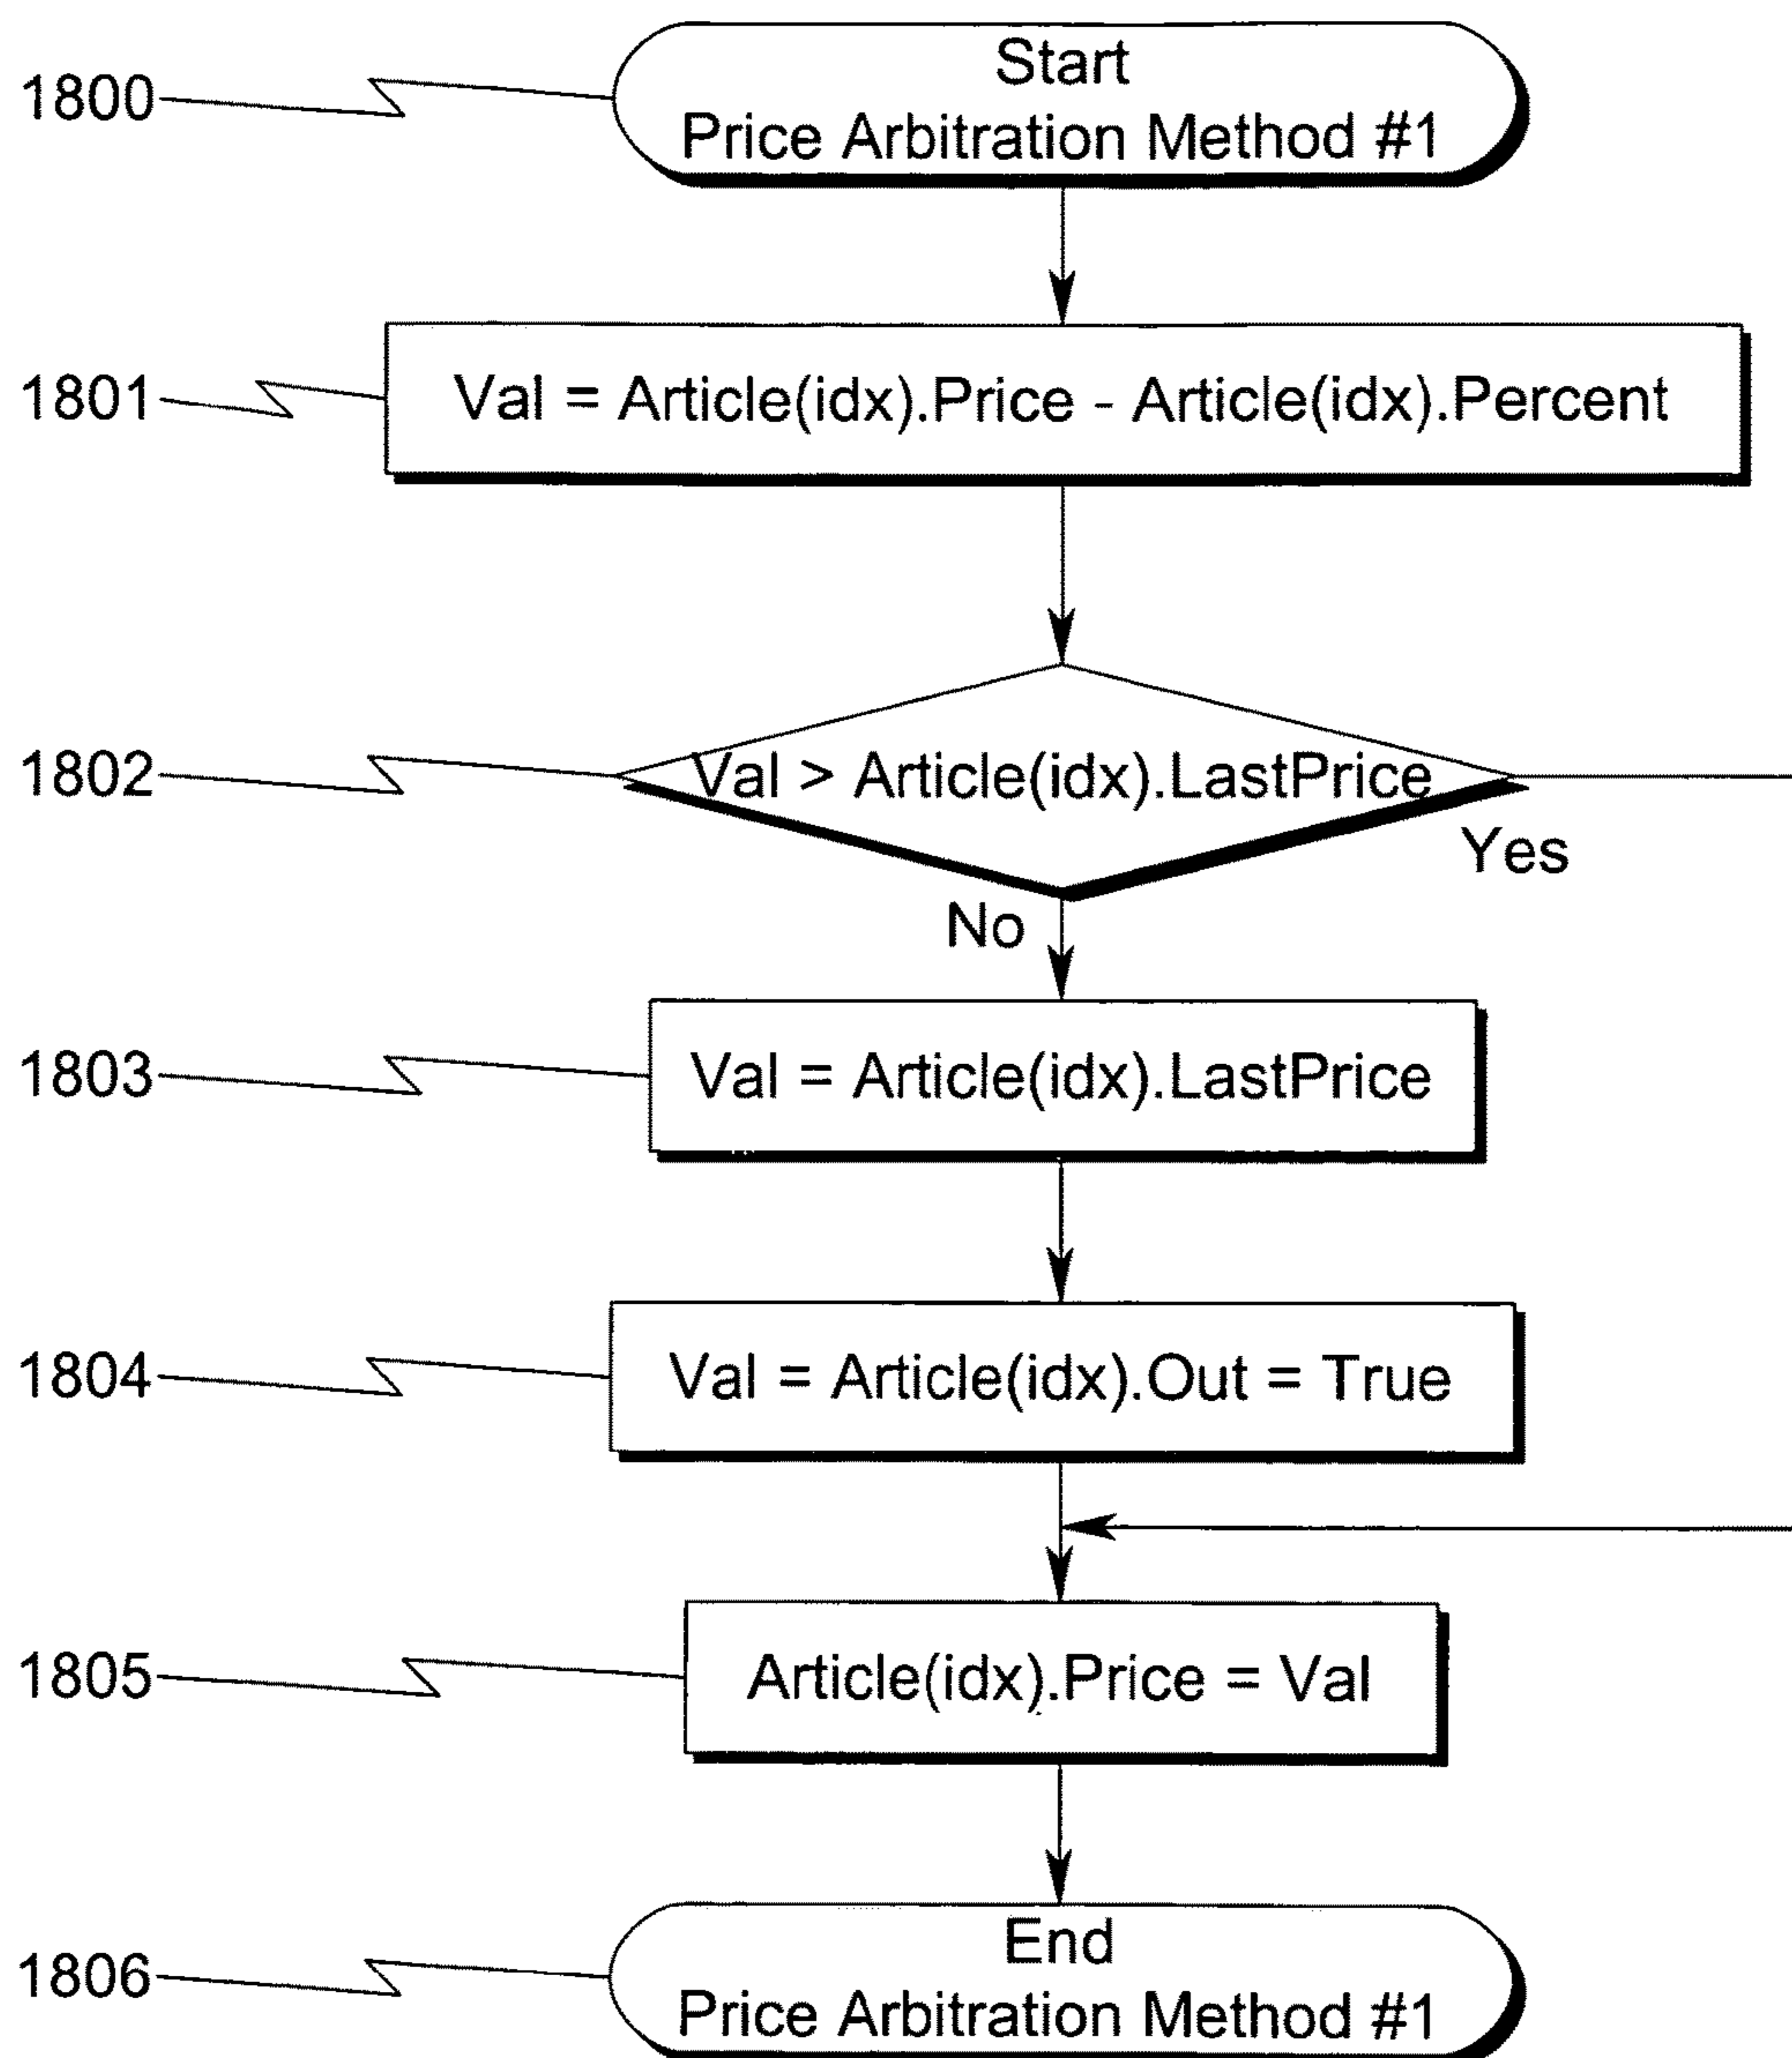 Start
1800
Price Arbitration Method #1
1801
Val = Article(idx).Price - Article(idx).Percent
1802
Val > Article(idx).LastPrice
Yes
No
1803
Val = Article(idx).LastPrice
1804
Val = Article(idx).Out = True
1805
Article(idx).Price = Val
End
1806
Price Arbitration Method #1